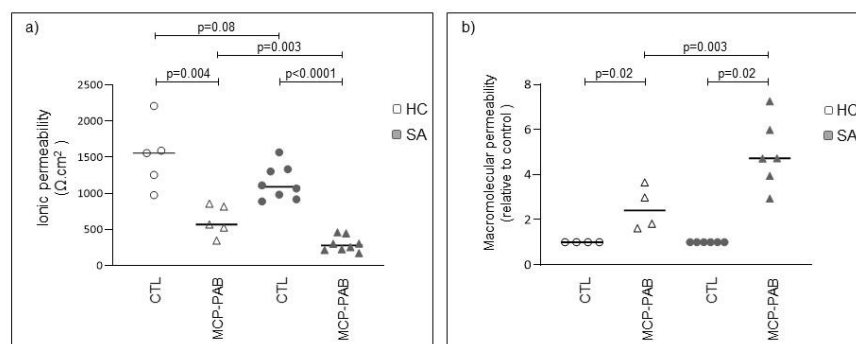 a)
p=0.08
p=0.003
p=0.004
p<0.0001
2500
2000
1500
1000
500
0
Ionic permeability
(Ω.cm²)
HC
SA
CTL
MCP-PAB
CTL
MCP-PAB
b)
p=0.003
p=0.02
p=0.02
8
6
4
2
0
Macromolecular permeability
(relative to control )
HC
SA
CTL
MCP-PAB
CTL
MCP-PAB